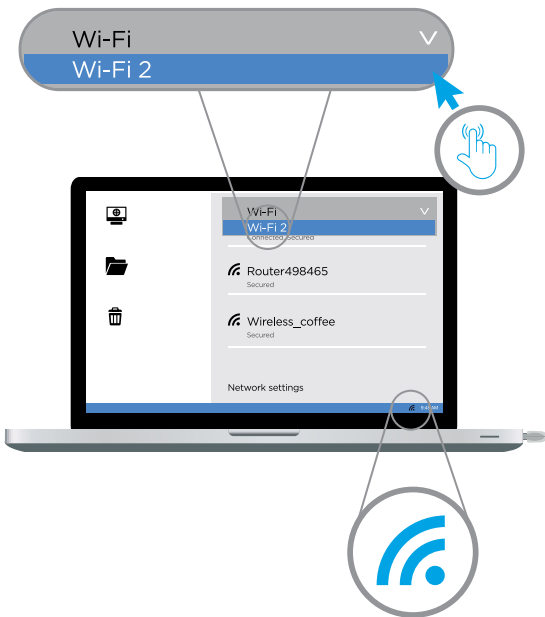 Wi-Fi
Wi-Fi 2
Wi-Fi
Wi-Fi 2
Connected, Secured
Router498465
Secured
Wireless_coffee
Secured
Network settings